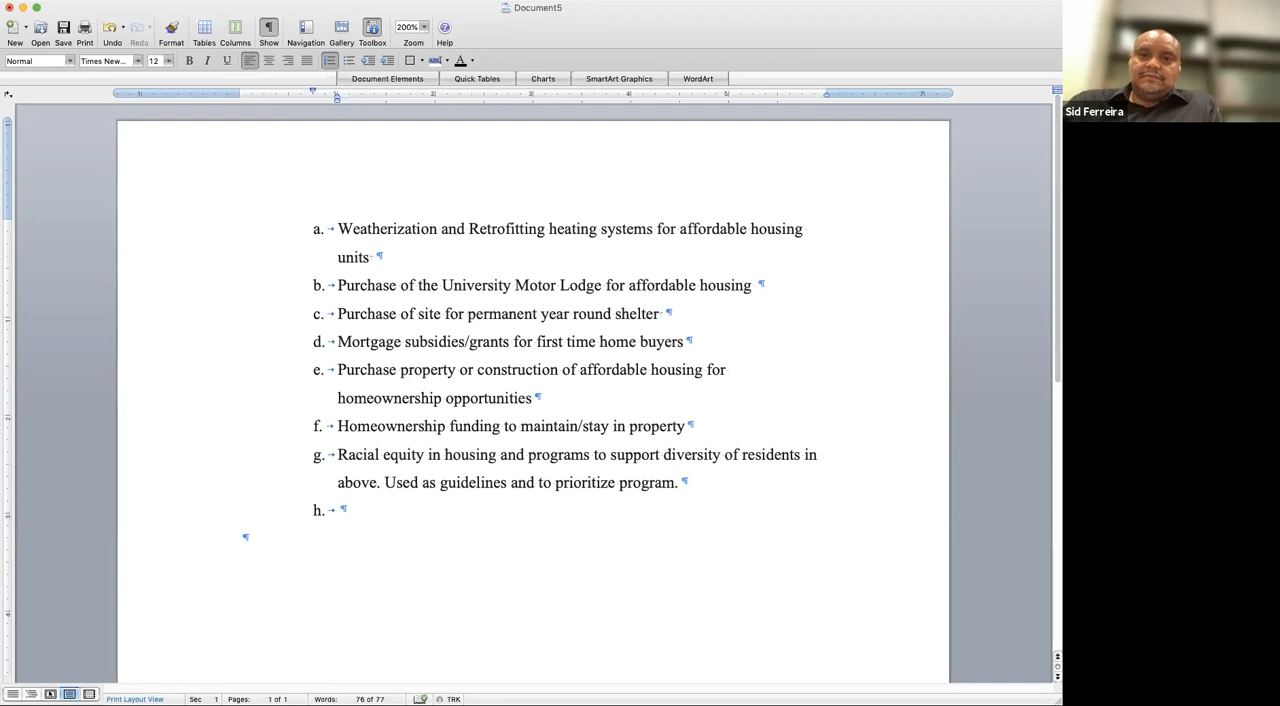 Document5
New Open Save Print Undo Redo Format Tables Columns Show Navigation Gallery Toolbox Zoom Help
200%
Normal Times New... 12 B I U A
Document Elements Quick Tables Charts SmartArt Graphics WordArt
Sid Ferreira
a. Weatherization and Retrofitting heating systems for affordable housing
units ¶
b. Purchase of the University Motor Lodge for affordable housing ¶
c. Purchase of site for permanent year round shelter ¶
d. Mortgage subsidies/grants for first time home buyers ¶
e. Purchase property or construction of affordable housing for
homeownership opportunities ¶
f. Homeownership funding to maintain/stay in property ¶
g. Racial equity in housing and programs to support diversity of residents in
above. Used as guidelines and to prioritize program. ¶
h. ¶
¶
Print Layout View Sec 1 Pages: 1 of 1 Words: 76 of 77 TRK